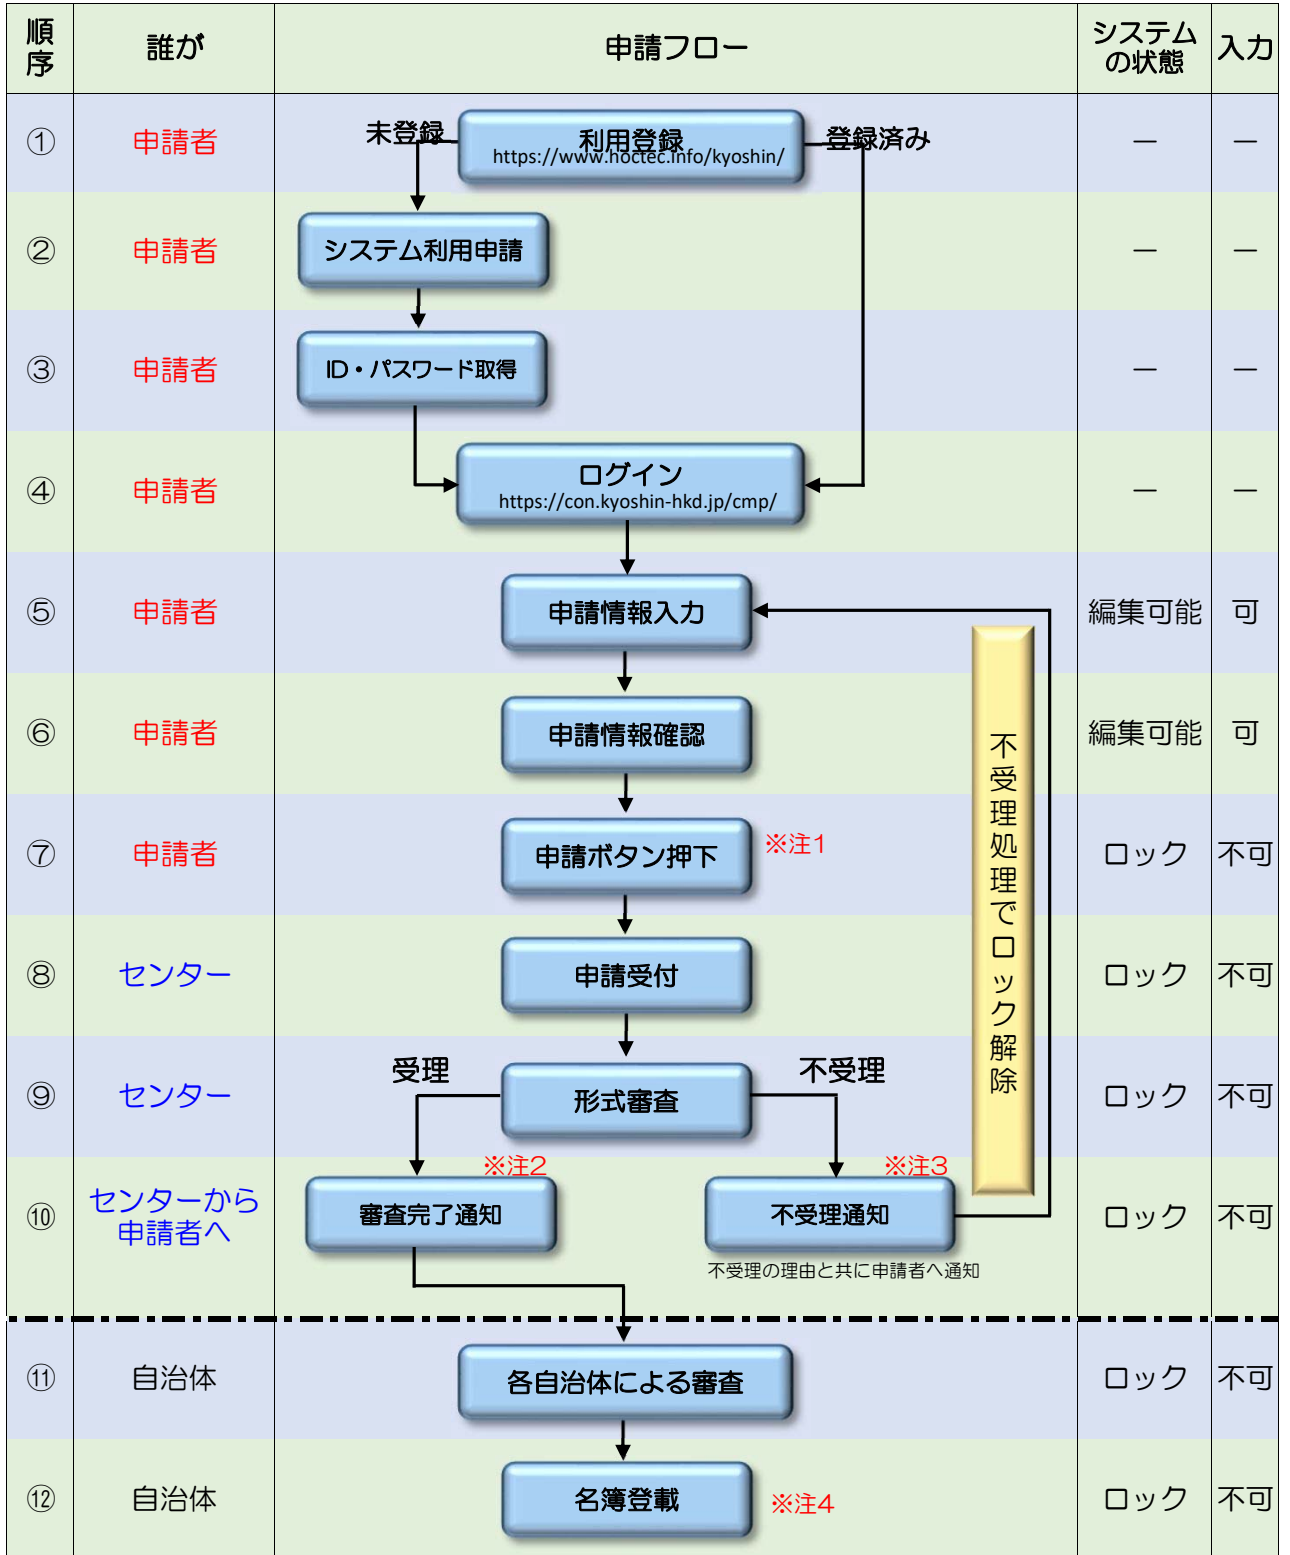 順
序
誰が
申請フロー
システム
の状態
入力
①
申請者
未登録
利用登録
https://www.hoctec.info/kyoshin/
登録済み
―
―
②
申請者
システム利用申請
―
―
③
申請者
ID・パスワード取得
―
―
④
申請者
ログイン
https://con.kyoshin-hkd.jp/cmp/
―
―
⑤
申請者
申請情報入力
編集可能
可
⑥
申請者
申請情報確認
編集可能
可
不受理処理でロック解除
⑦
申請者
申請ボタン押下
※注1
ロック
不可
⑧
センター
申請受付
ロック
不可
⑨
センター
受理
形式審査
不受理
ロック
不可
⑩
センターから
申請者へ
※注2
審査完了通知
※注3
不受理通知
不受理の理由と共に申請者へ通知
ロック
不可
⑪
自治体
各自治体による審査
ロック
不可
⑫
自治体
名簿登載
※注4
ロック
不可